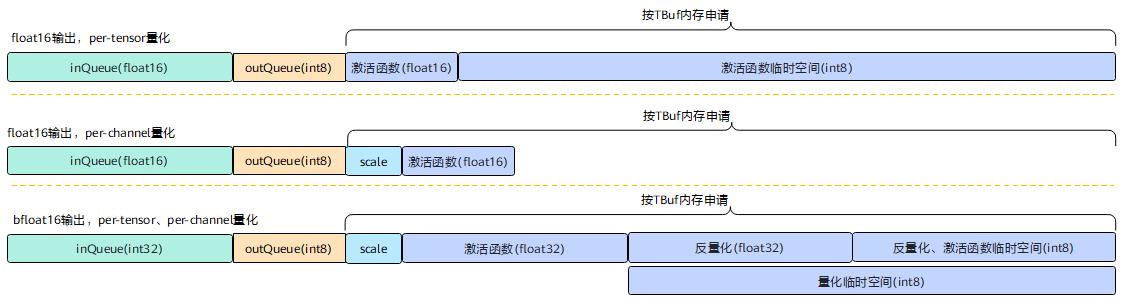 按TBuf内存申请
float16输出，per-tensor量化
inQueue(float16) outQueue(int8) 激活函数(float16) 激活函数临时空间(int8)
按TBuf内存申请
float16输出，per-channel量化
inQueue(float16) outQueue(int8) scale 激活函数(float16)
按TBuf内存申请
bfloat16输出，per-tensor、per-channel量化
inQueue(int32) outQueue(int8) scale 激活函数(float32) 反量化(float32) 反量化、激活函数临时空间(int8)
量化临时空间(int8)